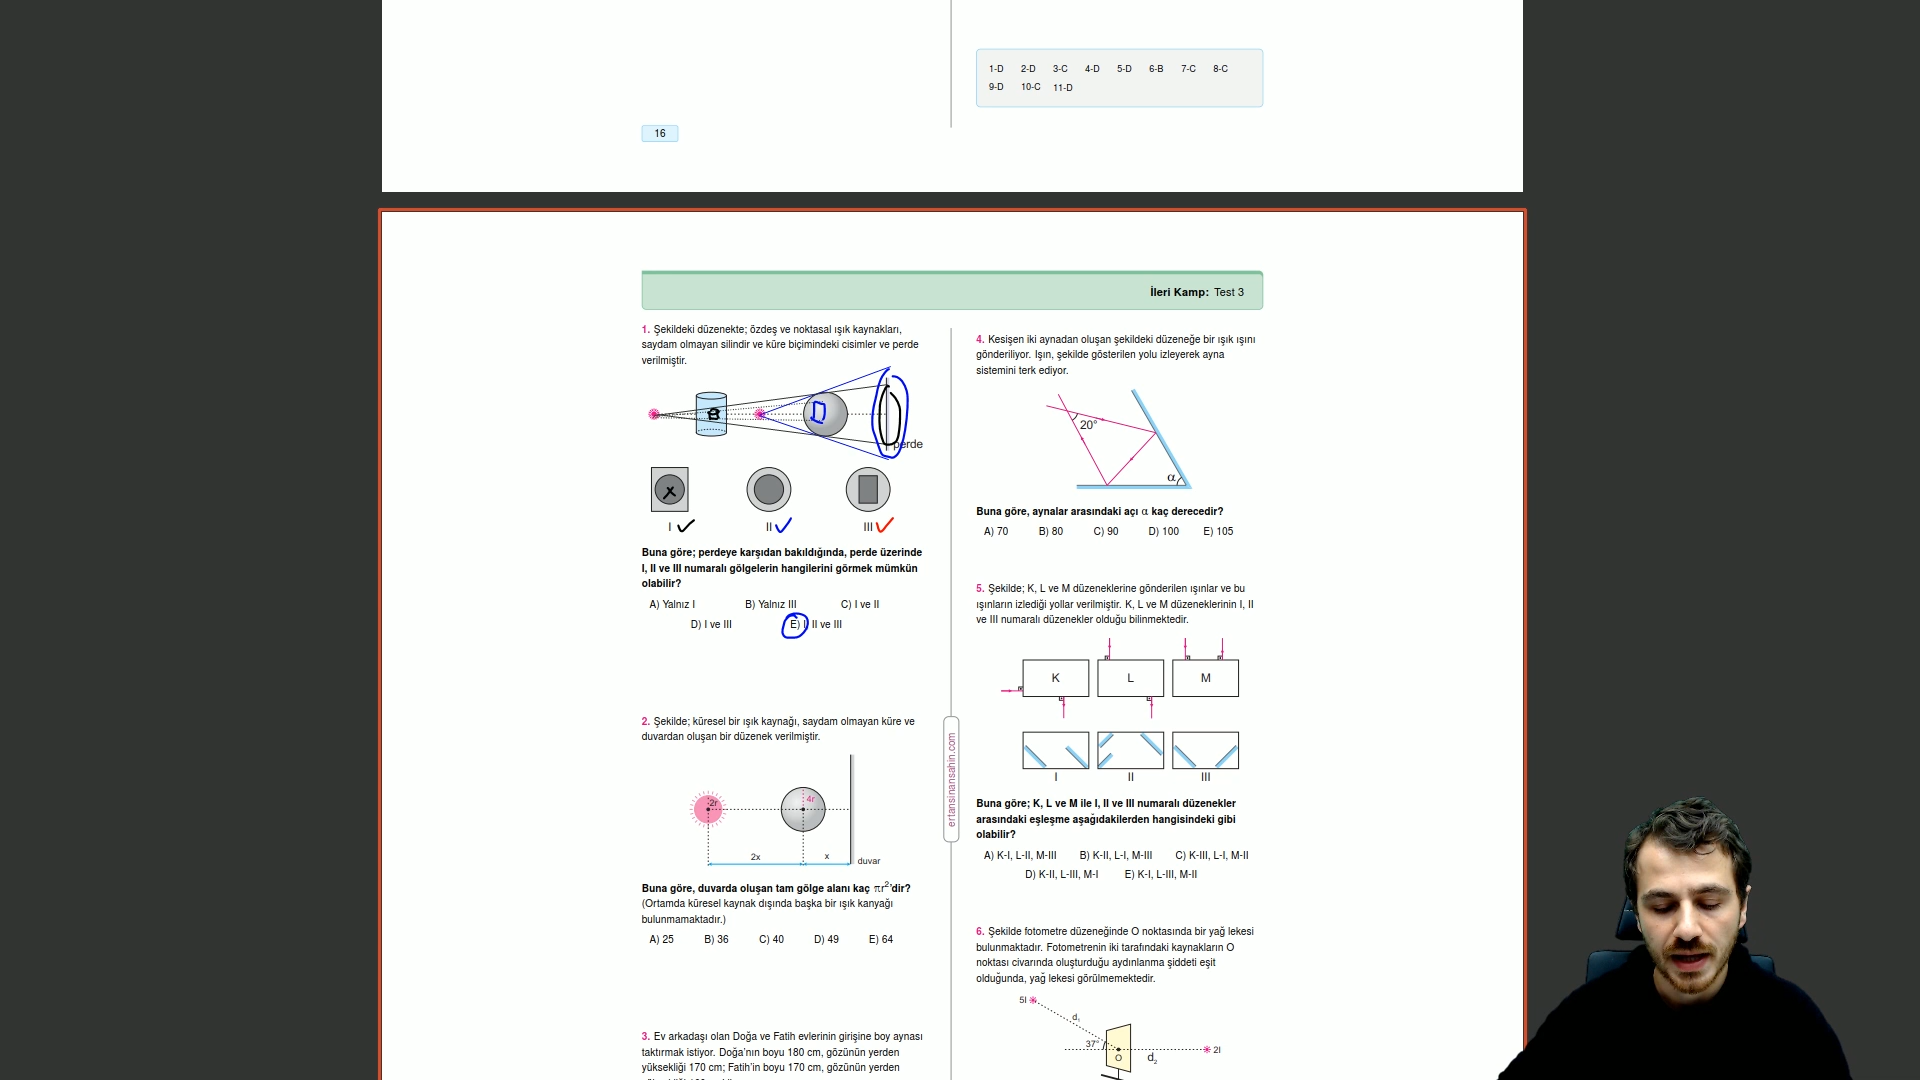 1-D 2-D 3-C 4-D 5-D 6-B 7-C 8-C
9-D 10-C 11-D
16
İleri Kamp: Test 3
1. Şekildeki düzenekte; özdeş ve noktasal ışık kaynakları,
saydam olmayan silindir ve küre biçimindeki cisimler ve perde
verilmiştir.
B
D
perde
X
I
II
III
Buna göre; perdeye karşıdan bakıldığında, perde üzerinde
I, II ve III numaralı gölgelerin hangilerini görmek mümkün
olabilir?
A) Yalnız I B) Yalnız III C) I ve II
D) I ve III E) I, II ve III
2. Şekilde; küresel bir ışık kaynağı, saydam olmayan küre ve
duvardan oluşan bir düzenek verilmiştir.
2r
4r
2x
x
duvar
Buna göre, duvarda oluşan tam gölge alanı kaç πr²'dir?
(Ortamda küresel kaynak dışında başka bir ışık kanyağı
bulunmamaktadır.)
A) 25 B) 36 C) 40 D) 49 E) 64
3. Ev arkadaşı olan Doğa ve Fatih evlerinin girişine boy aynası
taktırmak istiyor. Doğa'nın boyu 180 cm, gözünün yerden
yüksekliği 170 cm; Fatih'in boyu 170 cm, gözünün yerden
ertansinansahin.com
4. Kesişen iki aynadan oluşan şekildeki düzeneğe bir ışık ışını
gönderiliyor. Işın, şekilde gösterilen yolu izleyerek ayna
sistemini terk ediyor.
20°
α
Buna göre, aynalar arasındaki açı α kaç derecedir?
A) 70 B) 80 C) 90 D) 100 E) 105
5. Şekilde; K, L ve M düzeneklerine gönderilen ışınlar ve bu
ışınların izlediği yollar verilmiştir. K, L ve M düzeneklerinin I, II
ve III numaralı düzenekler olduğu bilinmektedir.
K L M
I II III
Buna göre; K, L ve M ile I, II ve III numaralı düzenekler
arasındaki eşleşme aşağıdakilerden hangisindeki gibi
olabilir?
A) K-I, L-II, M-III B) K-II, L-I, M-III C) K-III, L-I, M-II
D) K-II, L-III, M-I E) K-I, L-III, M-II
6. Şekilde fotometre düzeneğinde O noktasında bir yağ lekesi
bulunmaktadır. Fotometrenin iki tarafındaki kaynakların O
noktası civarında oluşturduğu aydınlanma şiddeti eşit
olduğunda, yağ lekesi görülmemektedir.
5I
d₁
37°
O
d₂
2I